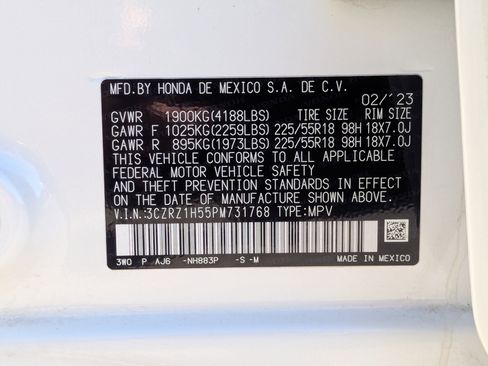 MFD.BY HONDA DE MEXICO S.A. DE C.V.
02/'23
GVWR 1900KG(4188LBS) TIRE SIZE RIM SIZE
GAWR F 1025KG(2259LBS) 225/55R18 98H 18X7.0J
GAWR R 895KG(1973LBS) 225/55R18 98H 18X7.0J
THIS VEHICLE CONFORMS TO ALL APPLICABLE
FEDERAL MOTOR VEHICLE SAFETY
AND THEFT PREVENTION STANDARDS IN EFFECT
ON THE DATE OF MANUFACTURE SHOWN ABOVE.
V.I.N.:3CZRZ1H55PM731768 TYPE:MPV
3W0 P AJ6 -NH883P -S -M MADE IN MEXICO